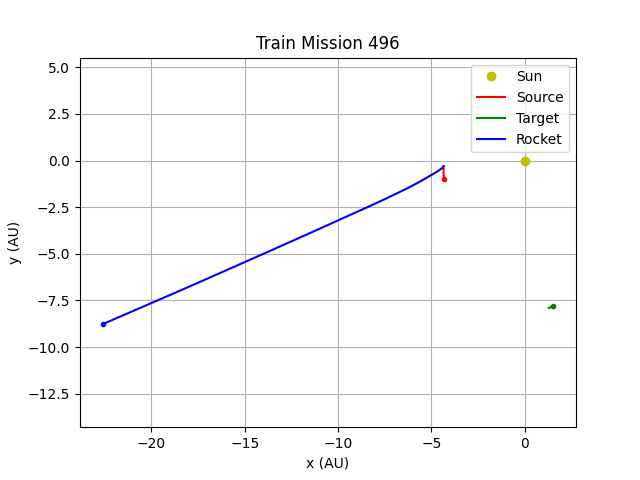 Train Mission 496
Sun
Source
Target
Rocket
5.0
2.5
0.0
−2.5
−5.0
−7.5
−10.0
−12.5
y (AU)
−20
−15
−10
−5
0
x (AU)